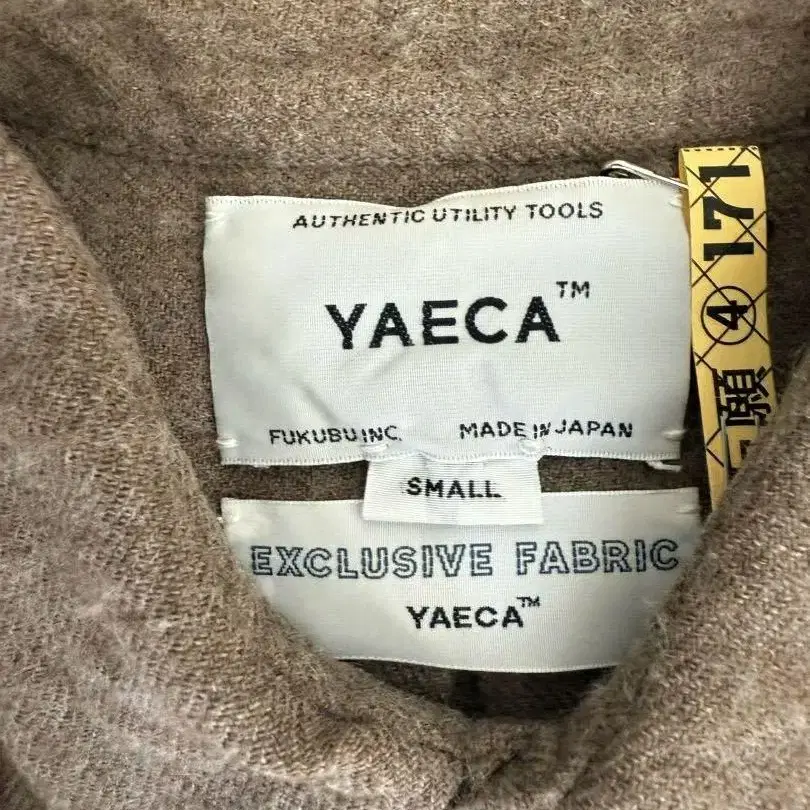 AUTHENTIC UTILITY TOOLS
YAECA™
FUKUBU INC. MADE IN JAPAN
SMALL
EXCLUSIVE FABRIC
YAECA™
④ 171